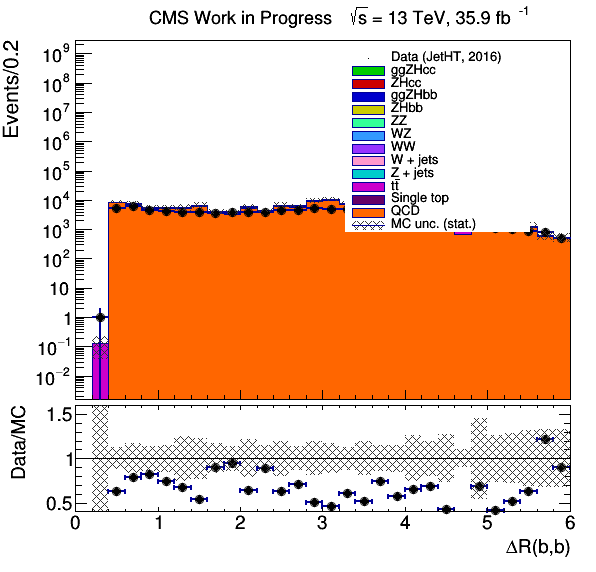 CMS Work in Progress √s = 13 TeV, 35.9 fb⁻¹
Events/0.2
10⁹
10⁸
10⁷
10⁶
10⁵
10⁴
10³
10²
10
1
10⁻¹
10⁻²
Data (JetHT, 2016)
ggZHcc
ZHcc
ggZHbb
ZHbb
ZZ
WZ
WW
W + jets
Z + jets
tt̄
Single top
QCD
MC unc. (stat.)
Data/MC
1.5
1
0.5
0 1 2 3 4 5 6
ΔR(b,b)